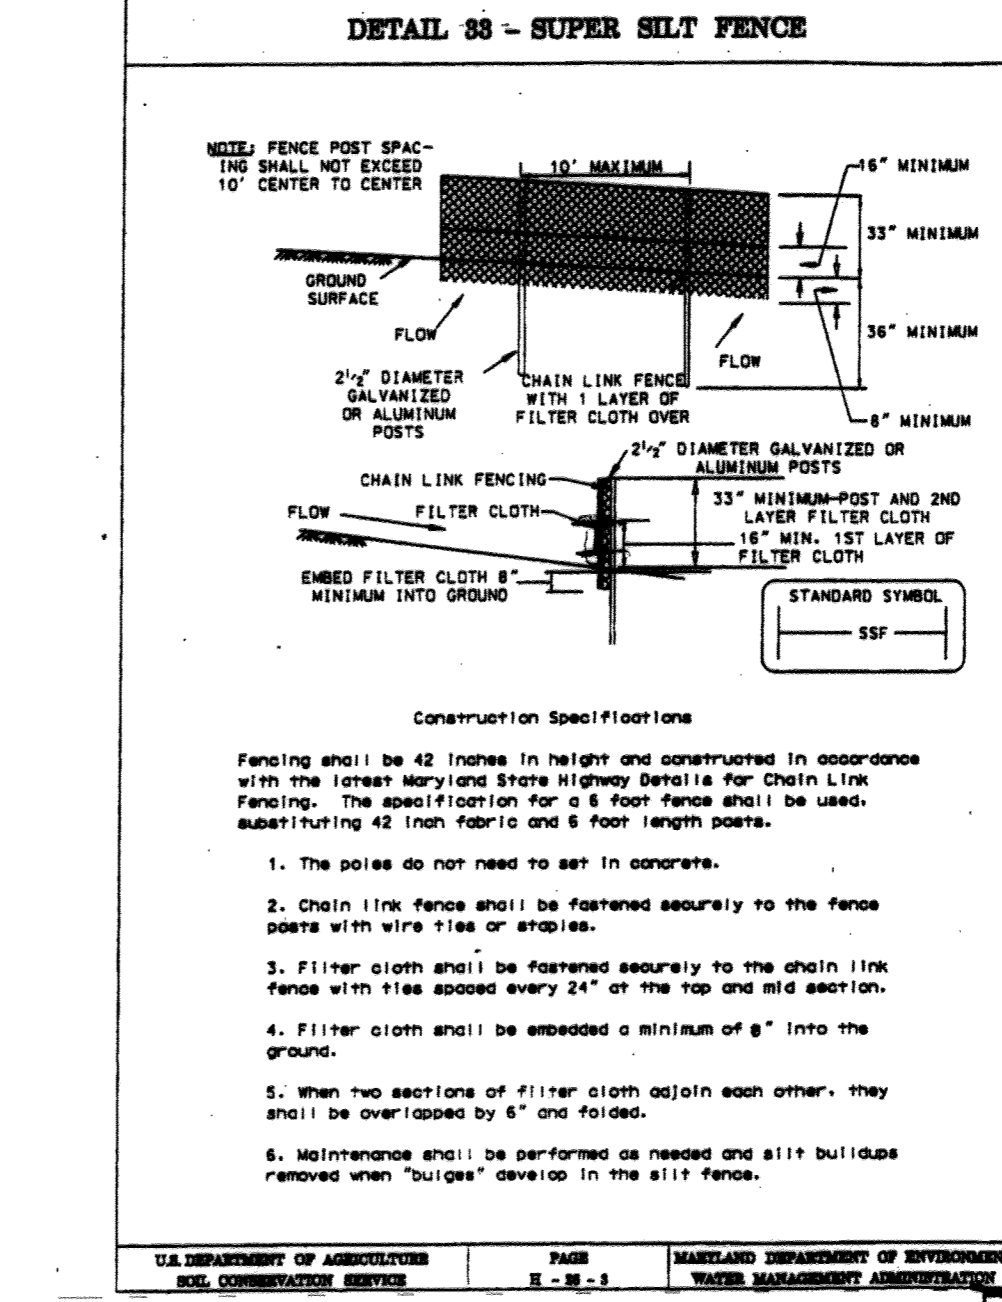 DETAIL 33 - SUPER SILT FENCE
NOTE: FENCE POST SPAC-
ING SHALL NOT EXCEED
10' CENTER TO CENTER
10' MAXIMUM
16" MINIMUM
33" MINIMUM
GROUND
SURFACE
FLOW
FLOW
36" MINIMUM
2 1/2" DIAMETER
GALVANIZED
OR ALUMINUM
POSTS
CHAIN LINK FENCE
WITH 1 LAYER OF
FILTER CLOTH OVER
8" MINIMUM
2 1/2" DIAMETER GALVANIZED OR
ALUMINUM POSTS
CHAIN LINK FENCING
FLOW
FILTER CLOTH
33" MINIMUM POST AND 2ND
LAYER FILTER CLOTH
16" MIN. 1ST LAYER OF
FILTER CLOTH
EMBED FILTER CLOTH 8"
MINIMUM INTO GROUND
STANDARD SYMBOL
SSF
Construction Specifications
Fencing shall be 42 inches in height and constructed in accordance
with the latest Maryland State Highway Details for Chain Link
Fencing. The specification for a 6 foot fence shall be used,
substituting 42 inch fabric and 6 foot length posts.
1. The poles do not need to set in concrete.
2. Chain link fence shall be fastened securely to the fence
posts with wire ties or staples.
3. Filter cloth shall be fastened securely to the chain link
fence with ties spaced every 24" at the top and mid section.
4. Filter cloth shall be embedded a minimum of 8" into the
ground.
5. When two sections of filter cloth adjoin each other, they
shall be overlapped by 6" and folded.
6. Maintenance shall be performed as needed and silt buildups
removed when "bulges" develop in the silt fence.
U.S. DEPARTMENT OF AGRICULTURE
SOIL CONSERVATION SERVICE
PAGE
H - 26 - 3
MARYLAND DEPARTMENT OF ENVIRONMEN
WATER MANAGEMENT ADMINISTRATION